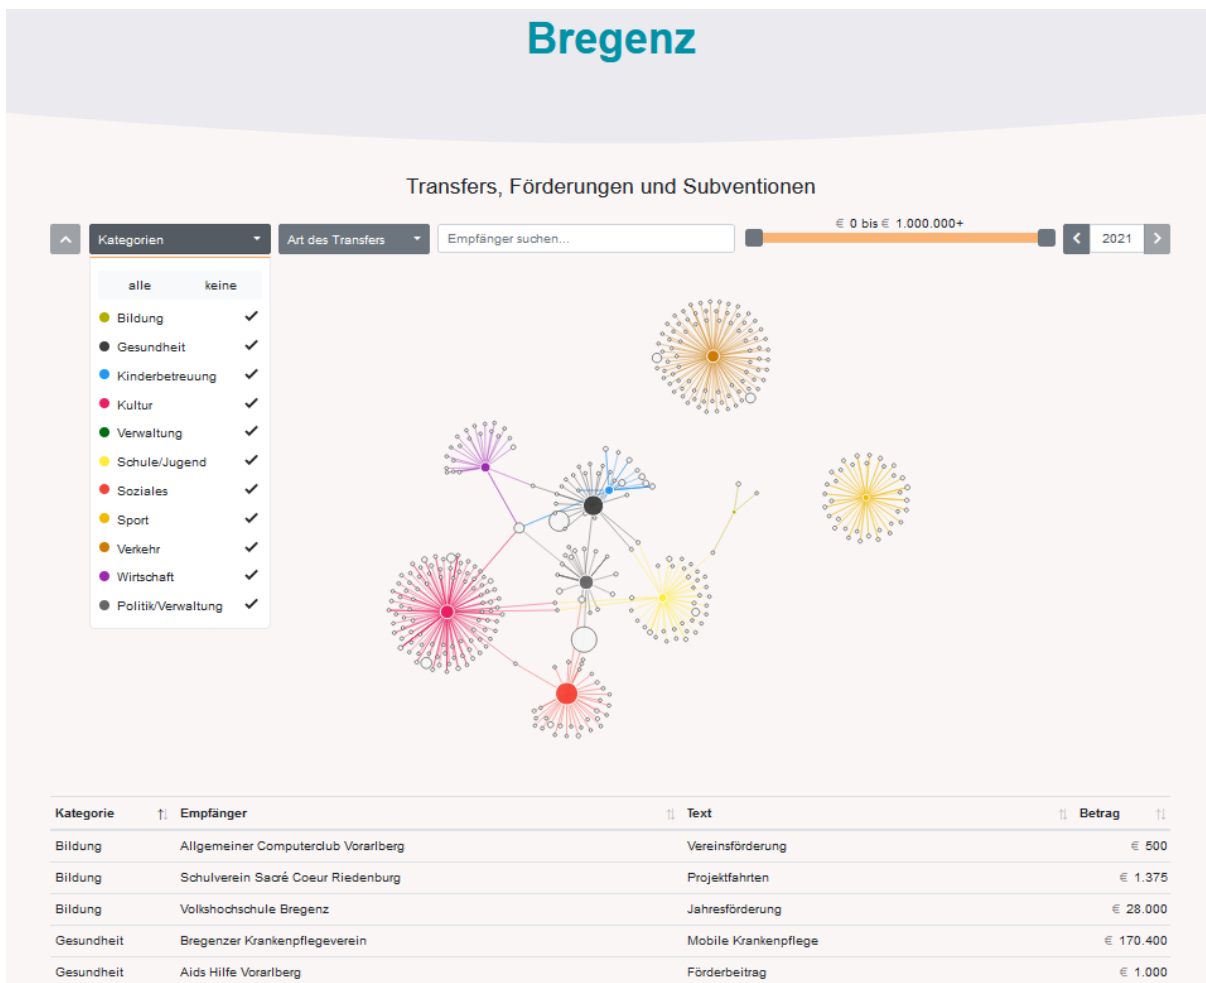 Bregenz
Transfers, Förderungen und Subventionen
€ 0 bis € 1.000.000+
Kategorien Art des Transfers Empfänger suchen... 2021
alle keine
Bildung
Gesundheit
Kinderbetreuung
Kultur
Verwaltung
Schule/Jugend
Soziales
Sport
Verkehr
Wirtschaft
Politik/Verwaltung
Kategorie Empfänger Text Betrag
Bildung Allgemeiner Computerclub Vorarlberg Vereinsförderung € 500
Bildung Schulverein Sacré Coeur Riedenburg Projektfahrten € 1.375
Bildung Volkshochschule Bregenz Jahresförderung € 28.000
Gesundheit Bregenzer Krankenpflegeverein Mobile Krankenpflege € 170.400
Gesundheit Aids Hilfe Vorarlberg Förderbeitrag € 1.000